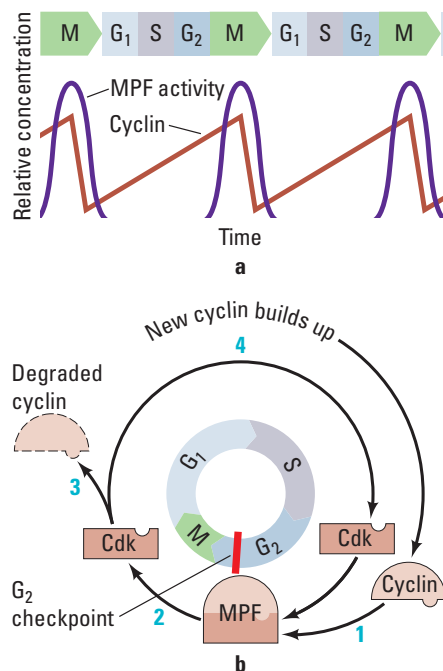 M G1 S G2 M G1 S G2 M
Relative concentration
MPF activity
Cyclin
Time
a
New cyclin builds up
4
Degraded
cyclin
3
G1
S
M
G2
Cdk
Cdk
Cyclin
G2
checkpoint
2
MPF
1
b